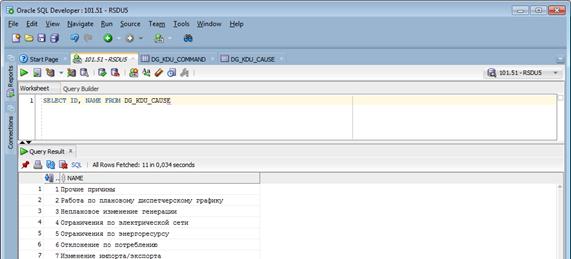 Oracle SQL Developer : 101.51 - RSDU5
File Edit View Navigate Run Source Team Tools Window Help
Start Page 101.51 - RSDU5 DG_KDU_COMMAND DG_KDU_CAUSE
101.51 - RSDU5
Worksheet Query Builder
1 SELECT ID, NAME FROM DG_KDU_CAUSE
Query Result
SQL | All Rows Fetched: 11 in 0,034 seconds
NAME
1 1 Прочие причины
2 2 Работа по плановому диспетчерскому графику
3 3 Неплановое изменение генерации
4 4 Ограничения по электрической сети
5 5 Ограничения по энергоресурсу
6 6 Отклонение по потреблению
7 7 Изменение импорта/экспорта
Reports
Connections